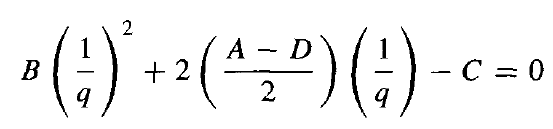 B(1/q)² + 2((A − D)/2)(1/q) − C = 0